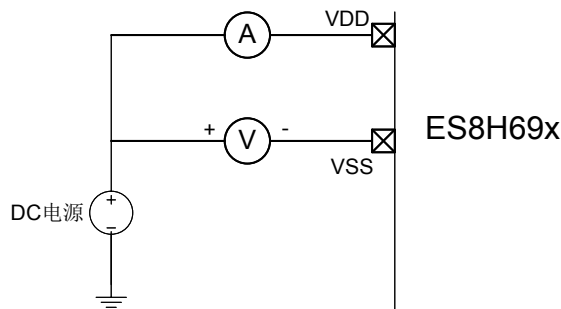 VDD
A
ES8H69x
+ V -
VSS
+
DC电源
-